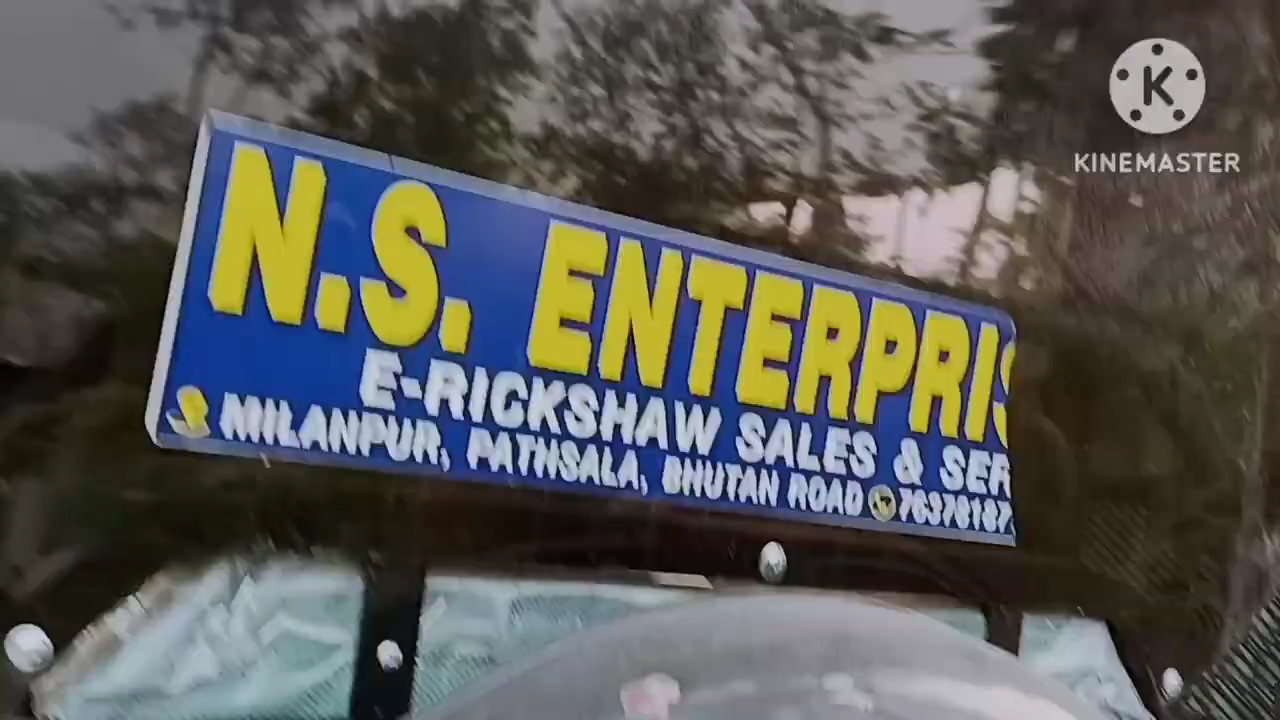 K
KINEMASTER
N.S. ENTERPRIS
E-RICKSHAW SALES & SER
MILANPUR, PATHSALA, BHUTAN ROAD